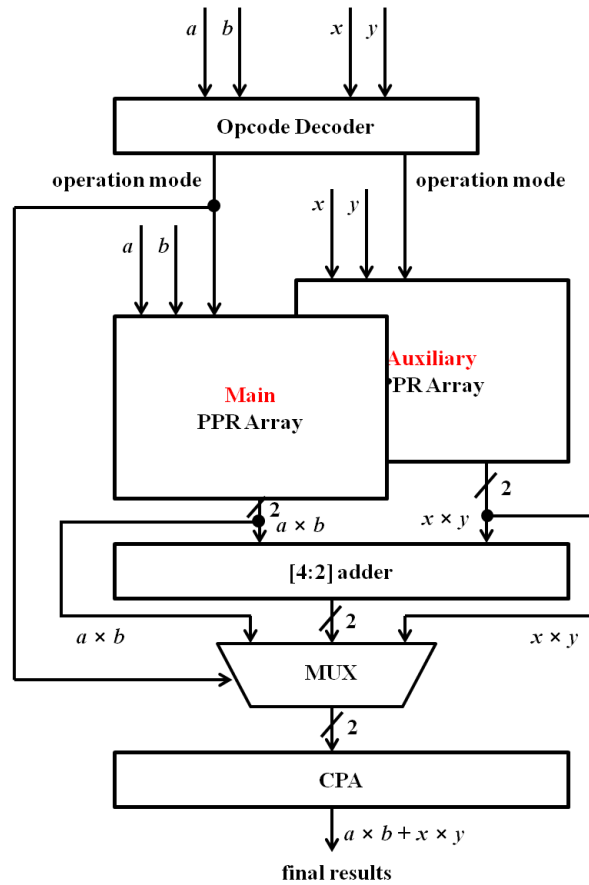 a b x y
Opcode Decoder
operation mode operation mode
x y
a b
Auxiliary
Main PPR Array
PPR Array
2 2
a × b x × y
[4:2] adder
2
a × b x × y
MUX
2
CPA
a × b + x × y
final results